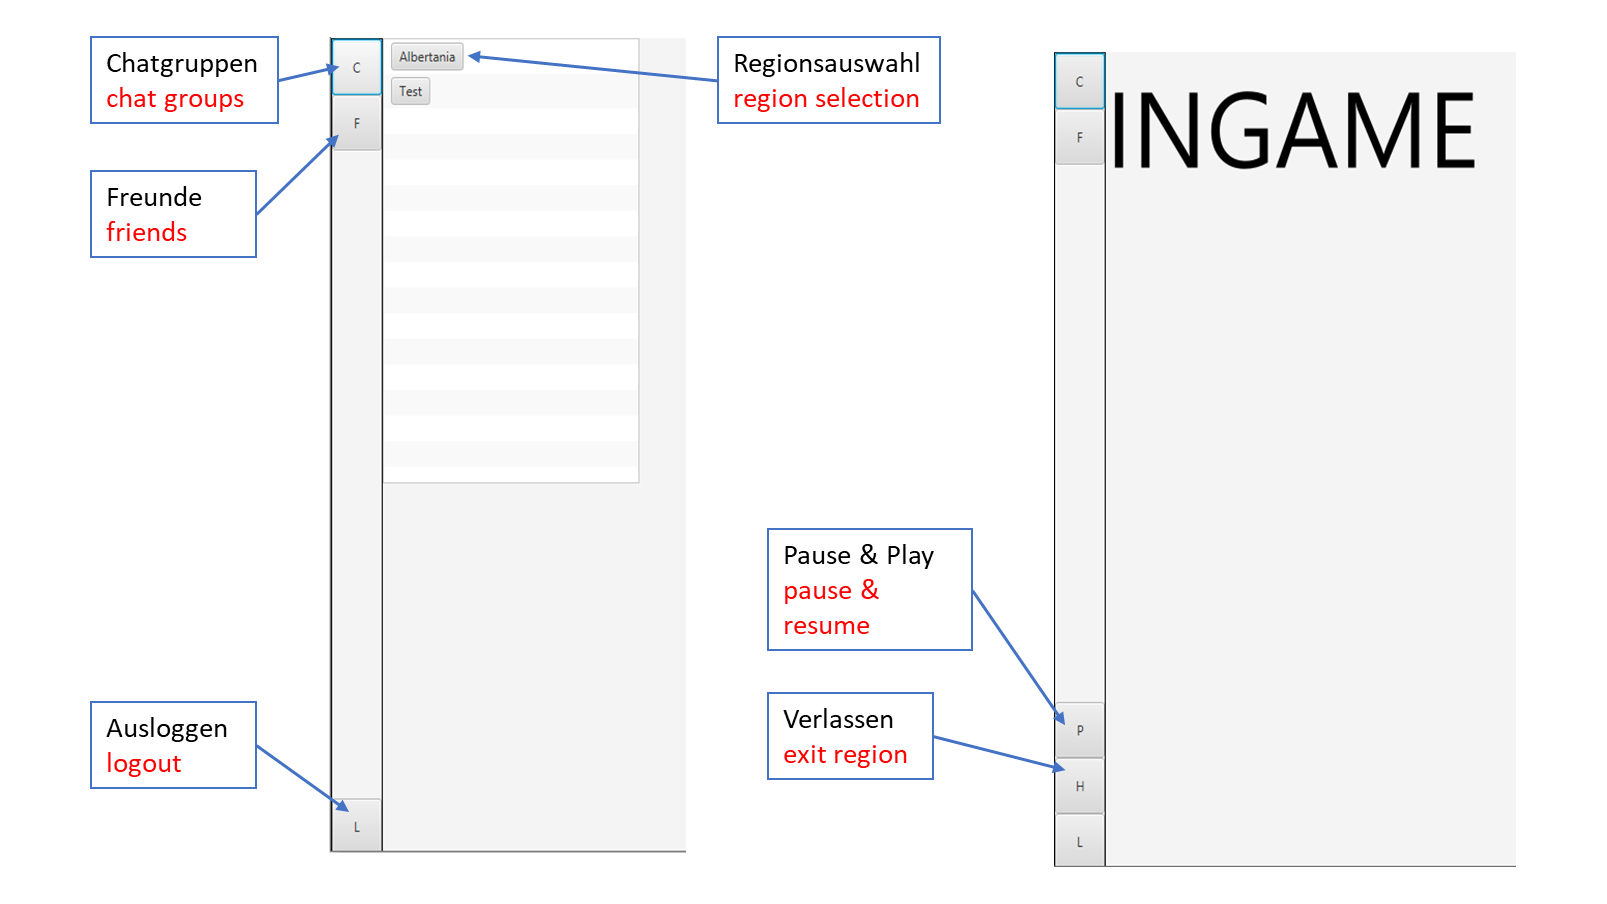 Chatgruppen
chat groups
Freunde
friends
Ausloggen
logout
C
F
L
Albertania
Test
Regionsauswahl
region selection
Pause & Play
pause &
resume
Verlassen
exit region
C
F
INGAME
P
H
L